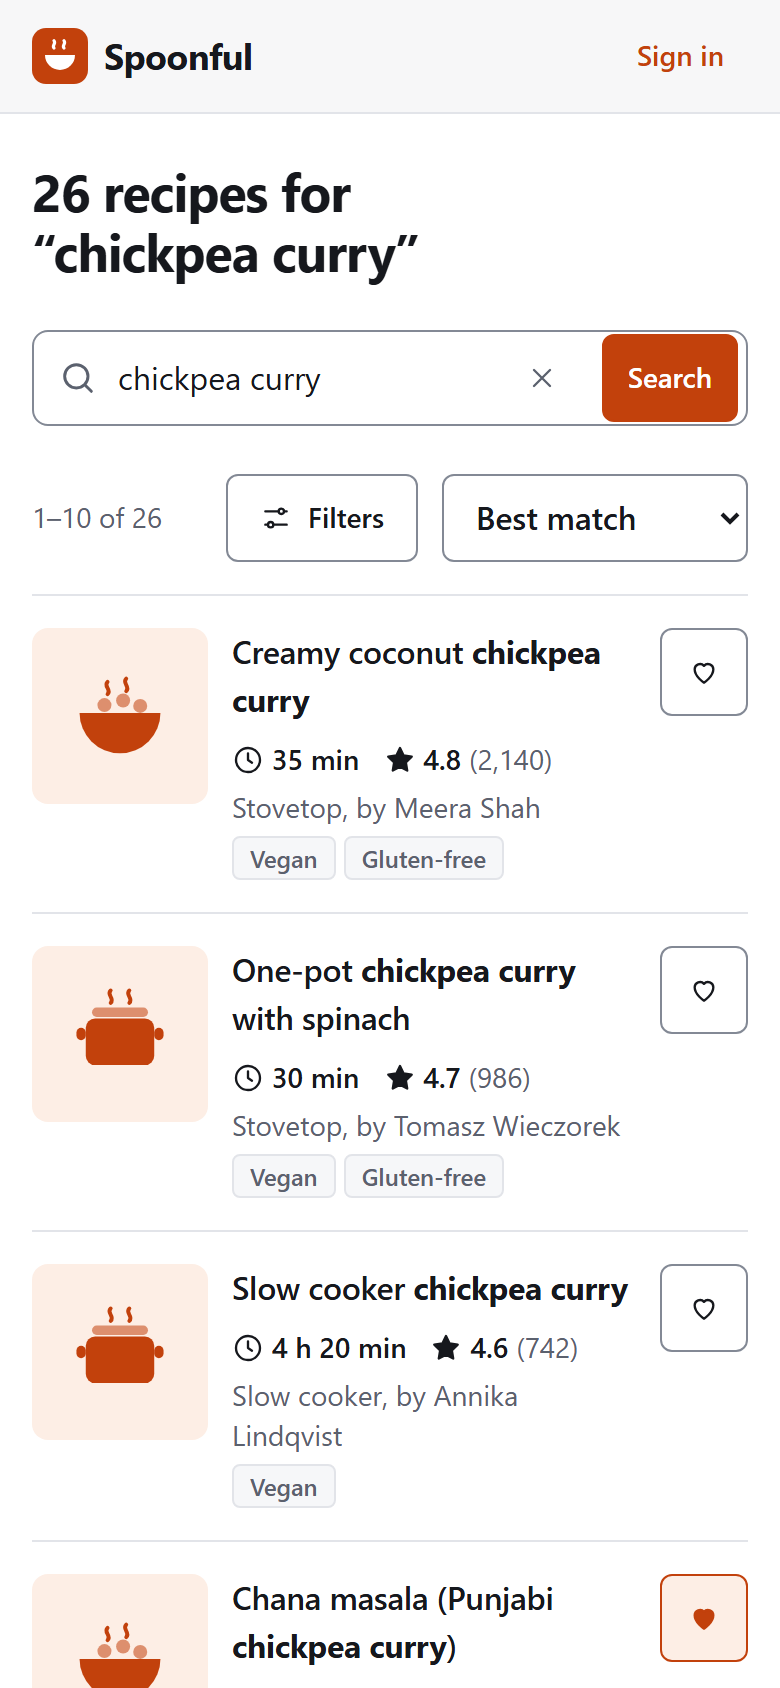 Spoonful
Sign in
26 recipes for
“chickpea curry”
chickpea curry
Search
1–10 of 26
Filters
Best match
Creamy coconut chickpea
curry
35 min 4.8 (2,140)
Stovetop, by Meera Shah
Vegan Gluten-free
One-pot chickpea curry
with spinach
30 min 4.7 (986)
Stovetop, by Tomasz Wieczorek
Vegan Gluten-free
Slow cooker chickpea curry
4 h 20 min 4.6 (742)
Slow cooker, by Annika
Lindqvist
Vegan
Chana masala (Punjabi
chickpea curry)